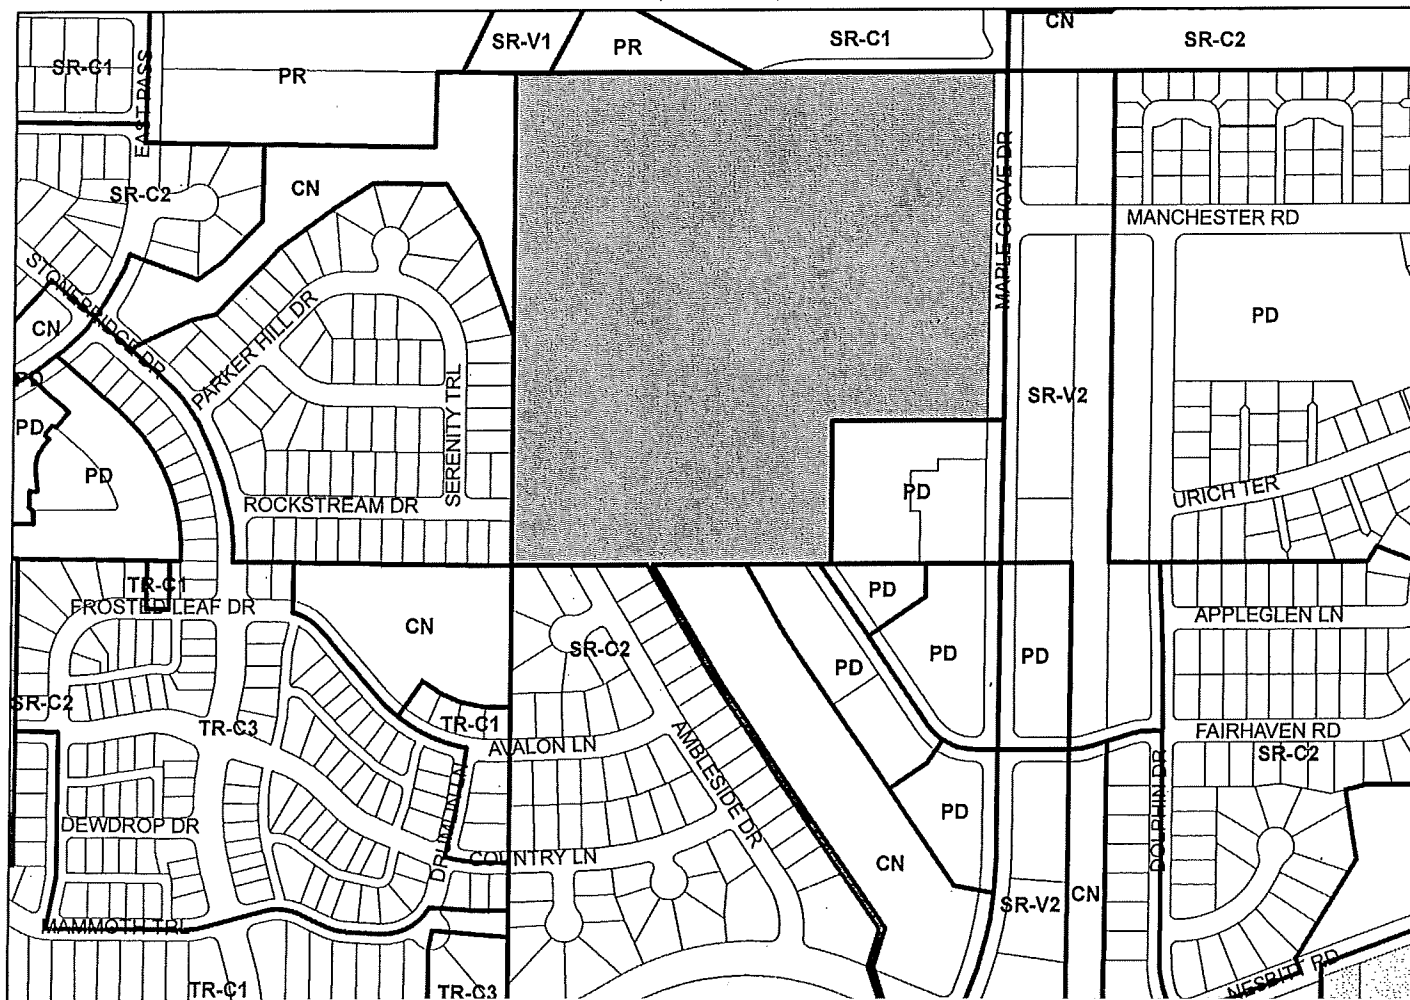 CN
SR-V1
PR
SR-C1
SR-C2
SR-C1
PR
EAST PASS
MAPLE GROVE DR
SR-C2
CN
MANCHESTER RD
STONEBRIDGE DR
PARKER HILL DR
CN
PD
PD
SERENITY TRL
SR-V2
PD
PD
PD
URICH TER
ROCKSTREAM DR
TR-C1
FROSTED LEAF DR
CN
PD
APPLEGLEN LN
SR-C2
PD
PD
PD
SR-C2
TR-C3
TR-C1
AVALON LN
AMBLESIDE DR
FAIRHAVEN RD
SR-C2
DRUMLIN LN
DOLPHIN DR
DEWDROP DR
PD
COUNTRY LN
CN
SR-V2
CN
MAMMOTH TRL
NESBITT RD
TR-C1
TR-C3